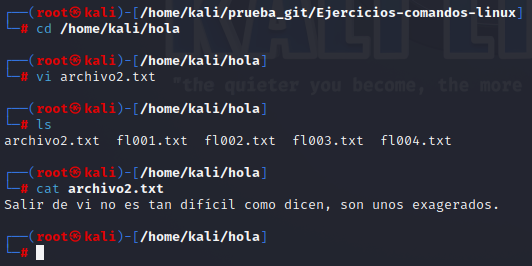 KALI LI
"the quieter you become, the more
┌──(root㉿kali)-[/home/kali/prueba_git/Ejercicios-comandos-linux]
└─# cd /home/kali/hola
┌──(root㉿kali)-[/home/kali/hola]
└─# vi archivo2.txt
┌──(root㉿kali)-[/home/kali/hola]
└─# ls
archivo2.txt  fl001.txt  fl002.txt  fl003.txt  fl004.txt
┌──(root㉿kali)-[/home/kali/hola]
└─# cat archivo2.txt
Salir de vi no es tan difícil como dicen, son unos exagerados.
┌──(root㉿kali)-[/home/kali/hola]
└─#